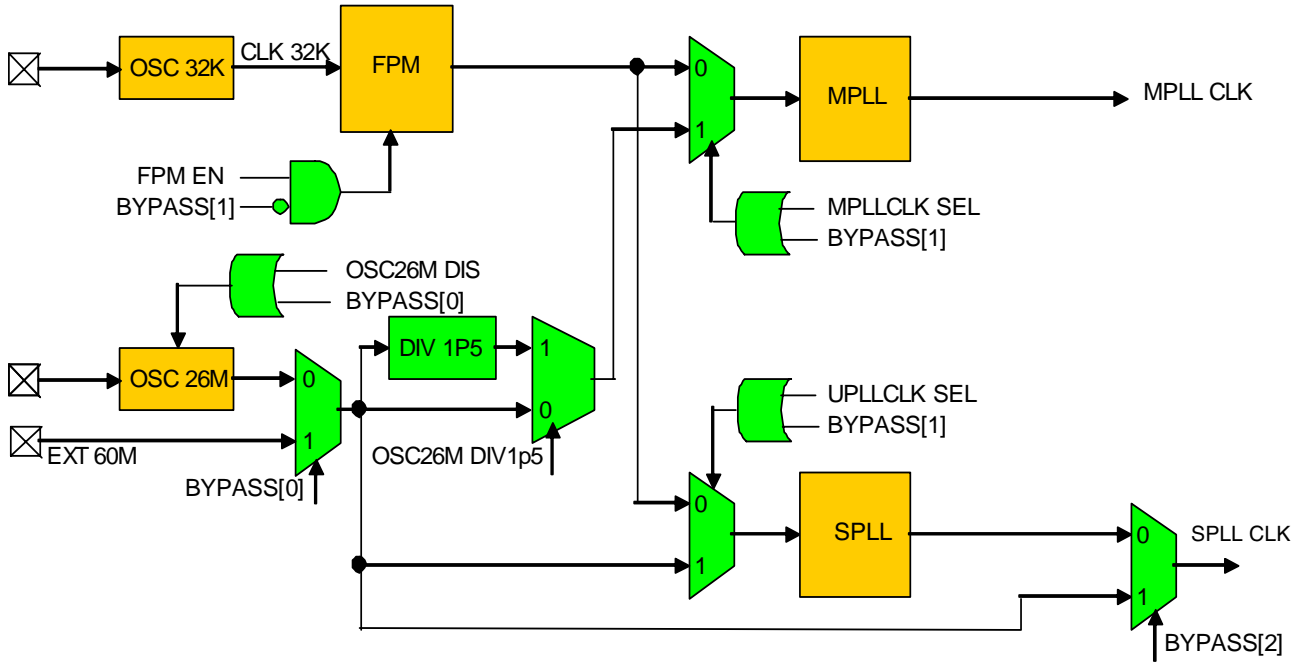 OSC 32K
CLK 32K
FPM
0
1
MPLL
MPLL CLK
FPM EN
BYPASS[1]
MPLLCLK SEL
BYPASS[1]
OSC26M DIS
BYPASS[0]
OSC 26M
0
1
EXT 60M
BYPASS[0]
DIV 1P5
1
0
OSC26M DIV1p5
UPLLCLK SEL
BYPASS[1]
0
1
SPLL
0
1
SPLL CLK
BYPASS[2]